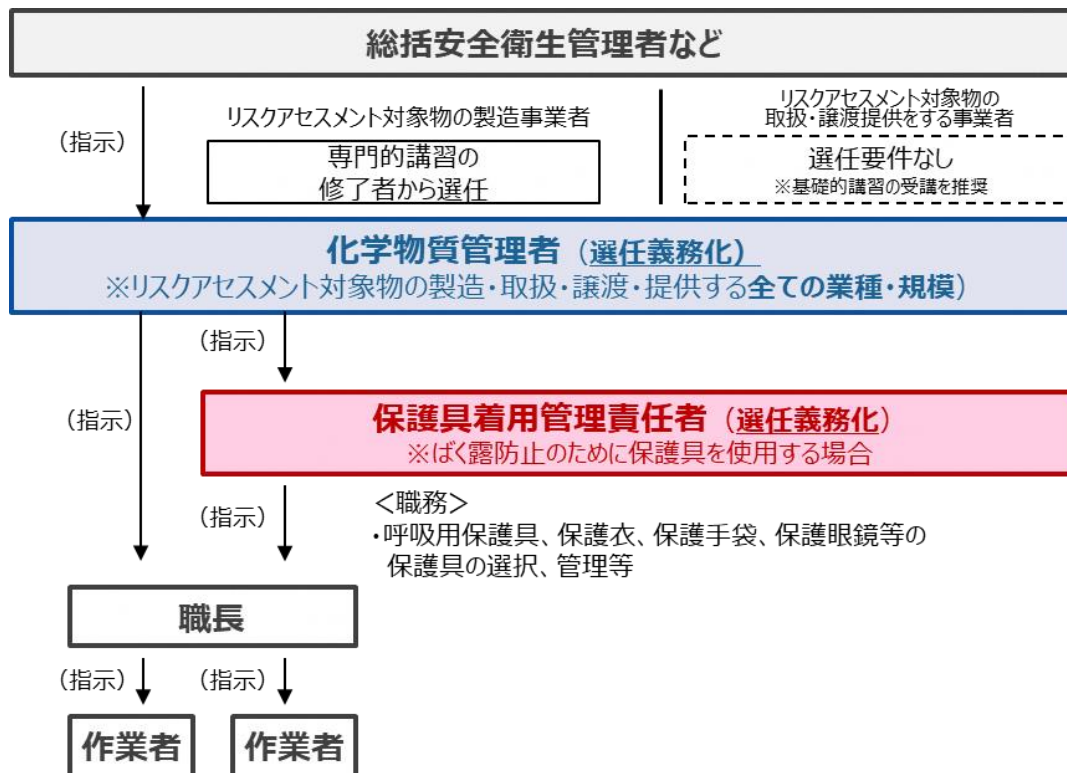 総括安全衛生管理者など
(指示)
リスクアセスメント対象物の製造事業者
専門的講習の
修了者から選任
リスクアセスメント対象物の
取扱・譲渡提供をする事業者
選任要件なし
※基礎的講習の受講を推奨
化学物質管理者（選任義務化）
※リスクアセスメント対象物の製造・取扱・譲渡・提供する全ての業種・規模）
(指示)
(指示)
保護具着用管理責任者（選任義務化）
※ばく露防止のために保護具を使用する場合
(指示)
＜職務＞
・呼吸用保護具、保護衣、保護手袋、保護眼鏡等の
保護具の選択、管理等
職長
(指示)
(指示)
作業者
作業者